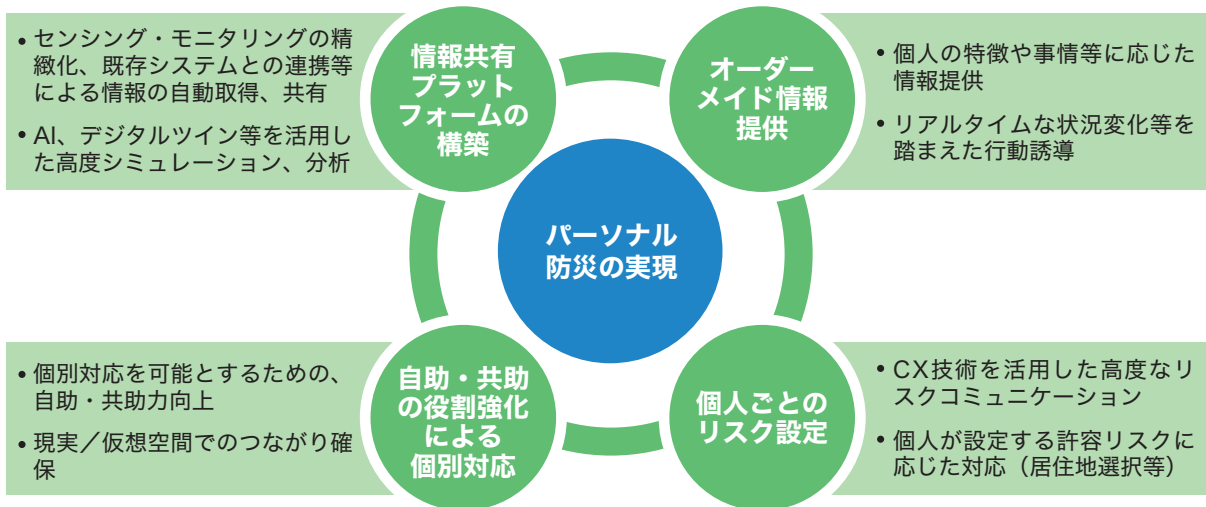 • センシング・モニタリングの精
緻化、既存システムとの連携等
による情報の自動取得、共有
• AI、デジタルツイン等を活用し
た高度シミュレーション、分析
情報共有
プラット
フォームの
構築
オーダー
メイド情報
提供
• 個人の特徴や事情等に応じた
情報提供
• リアルタイムな状況変化等を
踏まえた行動誘導
パーソナル
防災の実現
• 個別対応を可能とするための、
自助・共助力向上
• 現実／仮想空間でのつながり確
保
自助・共助
の役割強化
による
個別対応
個人ごとの
リスク設定
• CX技術を活用した高度なリ
スクコミュニケーション
• 個人が設定する許容リスクに
応じた対応（居住地選択等）